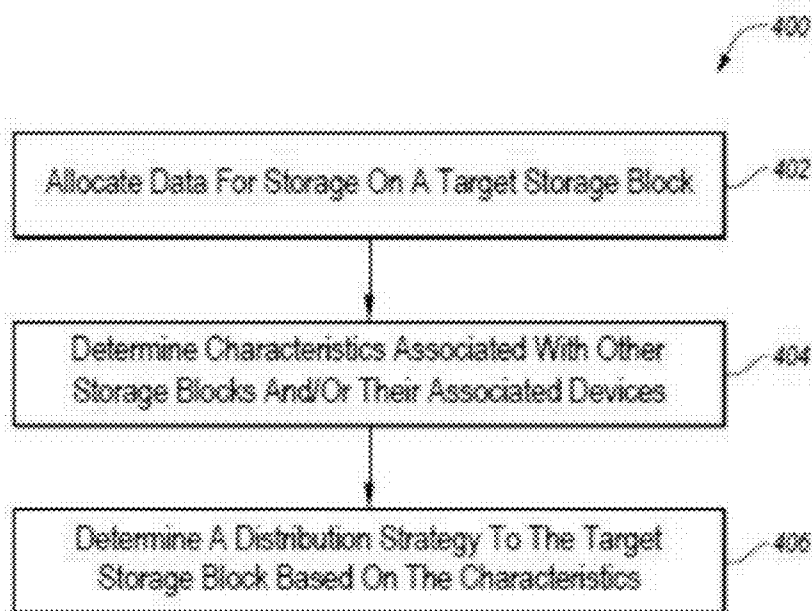 400
Allocate Data For Storage On A Target Storage Block
402
Determine Characteristics Associated With Other
Storage Blocks And/Or Their Associated Devices
404
Determine A Distribution Strategy To The Target
Storage Block Based On The Characteristics
406